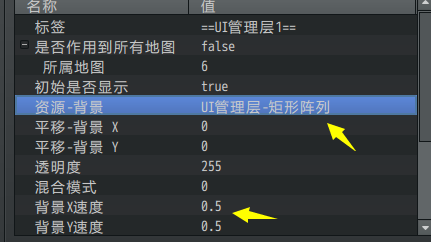 名称 值
标签 ==UI管理层1==
是否作用到所有地图 false
所属地图 6
初始是否显示 true
资源-背景 UI管理层-矩形阵列
平移-背景 X 0
平移-背景 Y 0
透明度 255
混合模式 0
背景X速度 0.5
背景Y速度 0.5